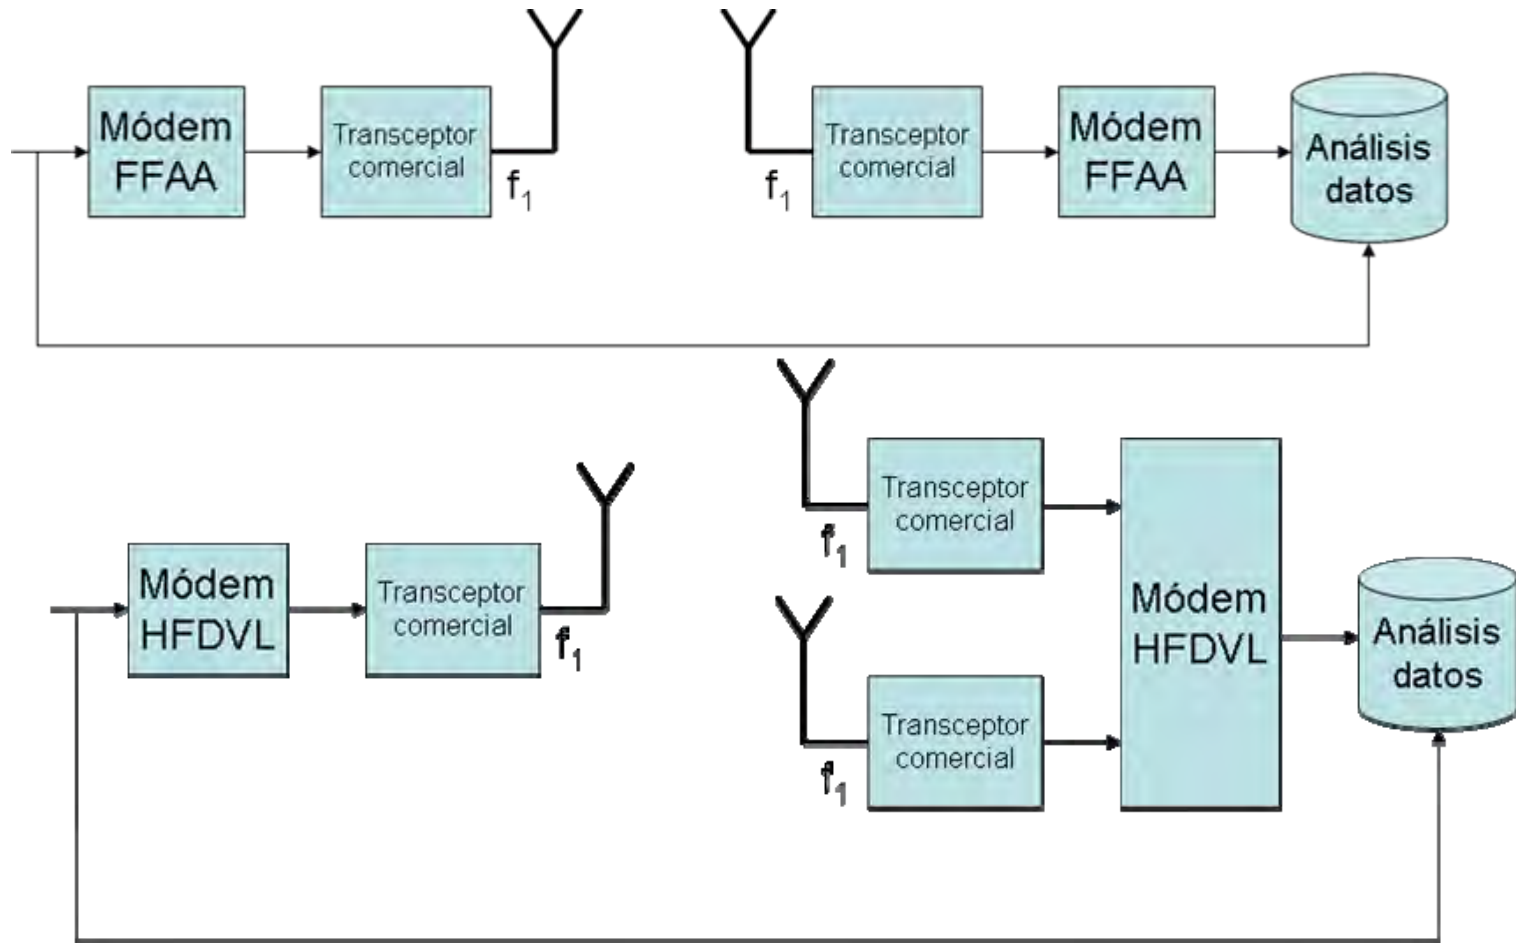 Módem
FFAA
Transceptor
comercial
f1
f1
Transceptor
comercial
Módem
FFAA
Análisis
datos
Módem
HFDVL
Transceptor
comercial
f1
f1
Transceptor
comercial
f1
Transceptor
comercial
Módem
HFDVL
Análisis
datos